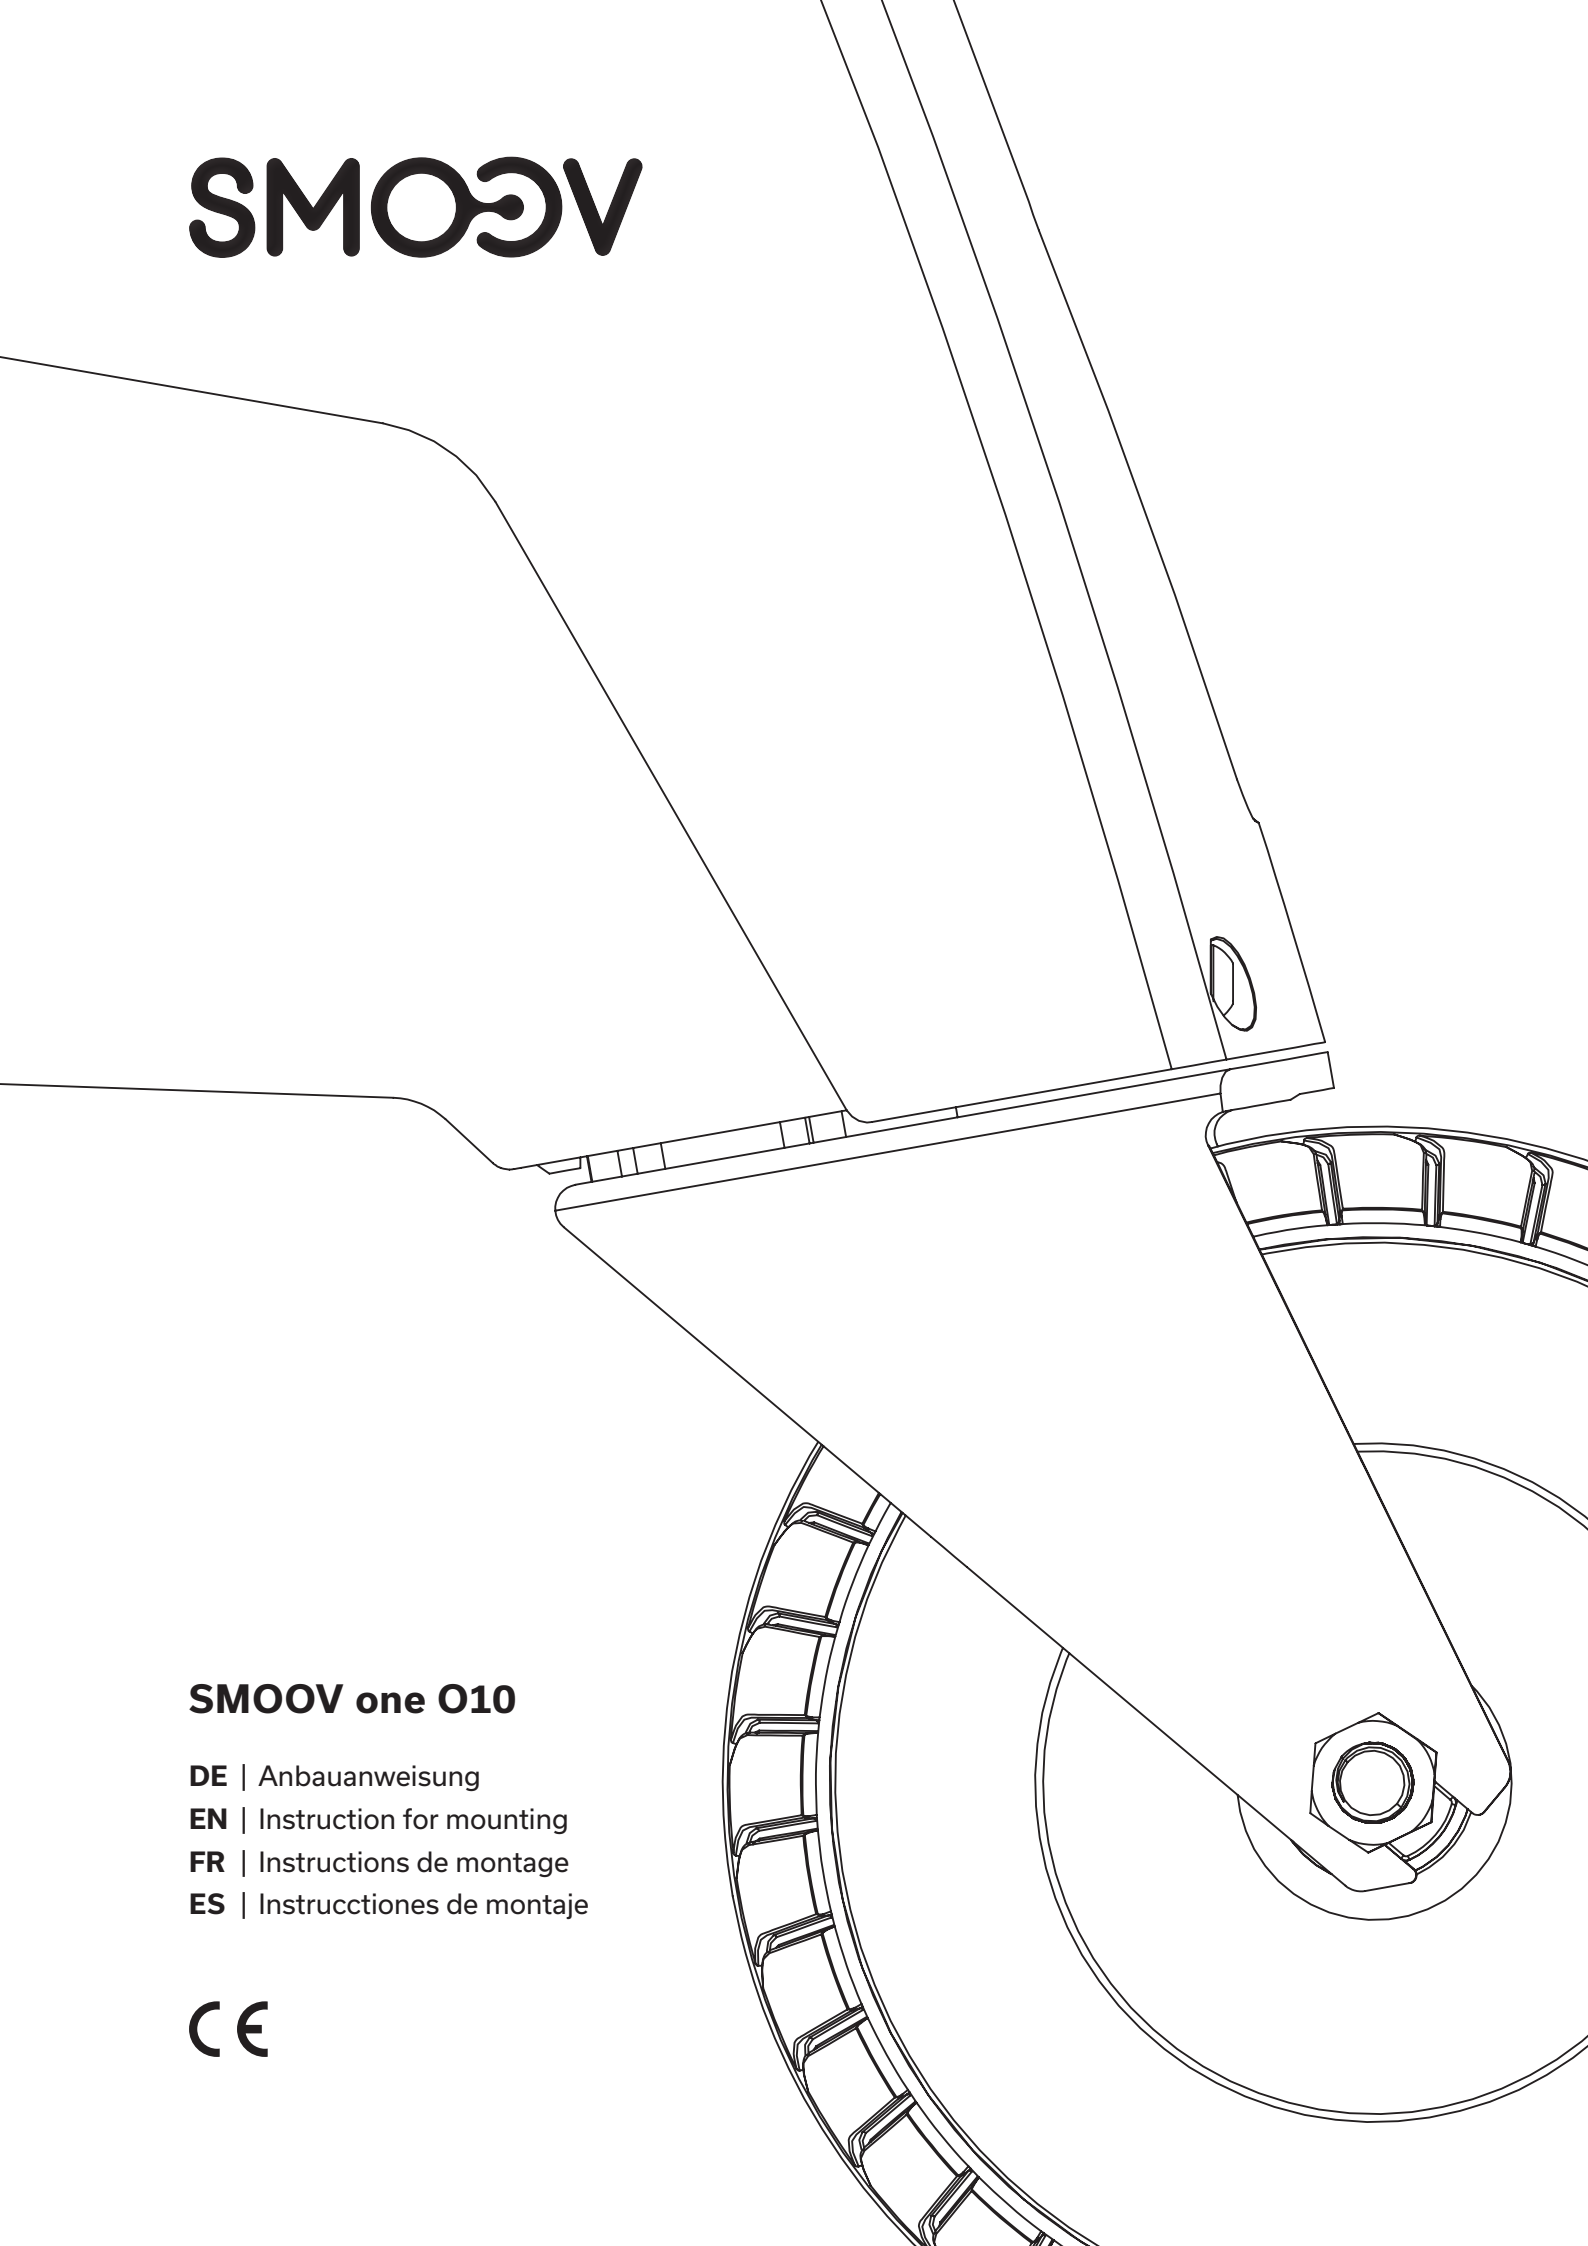 SMOOV
SMOOV one O10
DE | Anbauanweisung
EN | Instruction for mounting
FR | Instructions de montage
ES | Instrucctiones de montaje
CE